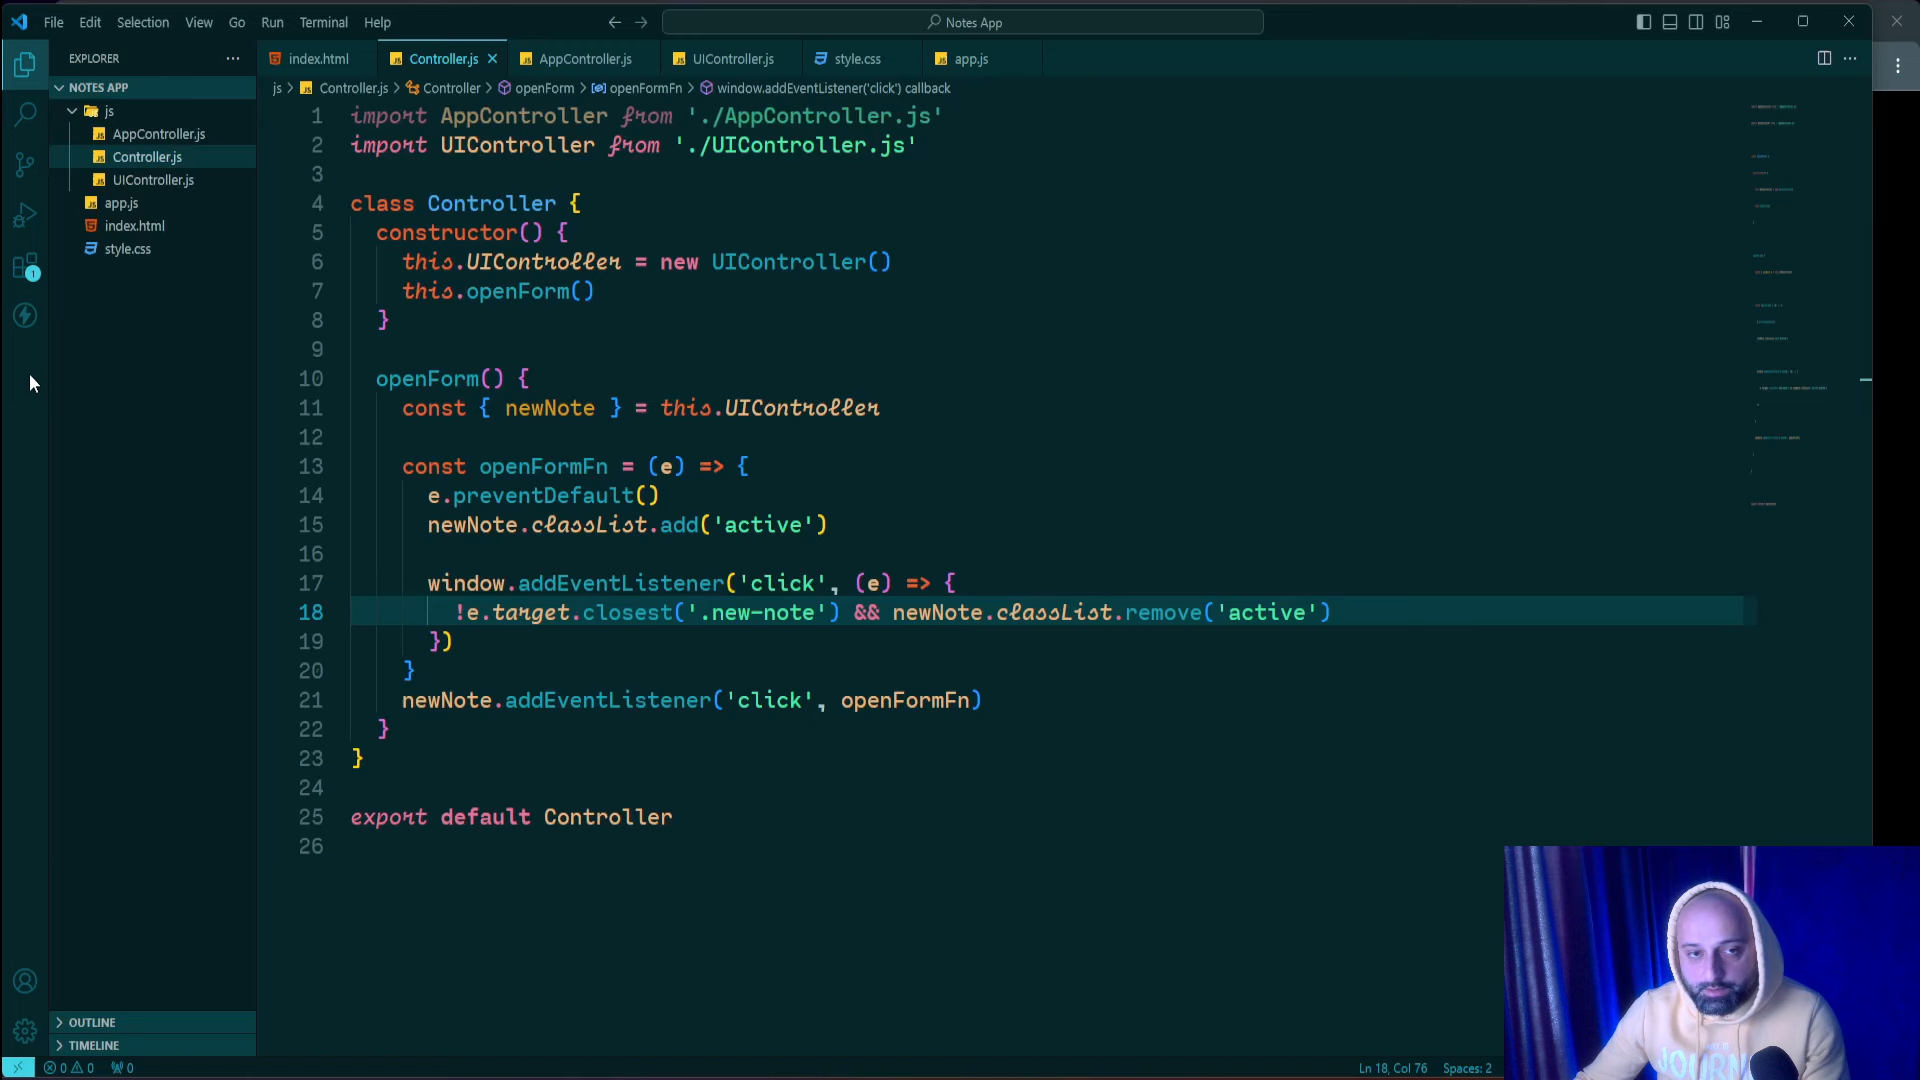 File Edit Selection View Go Run Terminal Help
Notes App
EXPLORER
NOTES APP
js
AppController.js
Controller.js
UIController.js
app.js
index.html
style.css
OUTLINE
TIMELINE
1
index.html Controller.js AppController.js UIController.js style.css app.js
js > Controller.js > Controller > openForm > openFormFn > window.addEventListener('click') callback
1 import AppController from './AppController.js'
2 import UIController from './UIController.js'
3
4 class Controller {
5 constructor() {
6 this.UIController = new UIController()
7 this.openForm()
8 }
9
10 openForm() {
11 const { newNote } = this.UIController
12
13 const openFormFn = (e) => {
14 e.preventDefault()
15 newNote.classList.add('active')
16
17 window.addEventListener('click', (e) => {
18 !e.target.closest('.new-note') && newNote.classList.remove('active')
19 })
20 }
21 newNote.addEventListener('click', openFormFn)
22 }
23 }
24
25 export default Controller
26
0 0 0
Ln 18, Col 76 Spaces: 2